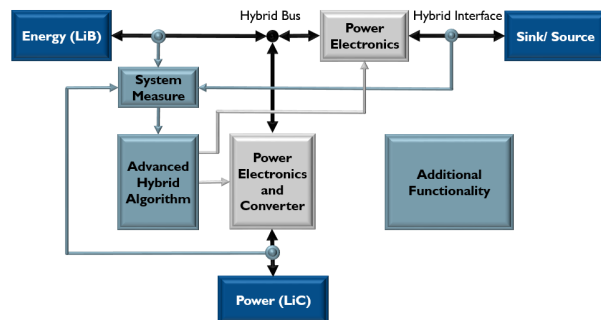 Hybrid Bus
Hybrid Interface
Energy (LiB)
Power
Electronics
Sink/ Source
System
Measure
Advanced
Hybrid
Algorithm
Power
Electronics
and
Converter
Additional
Functionality
Power (LiC)